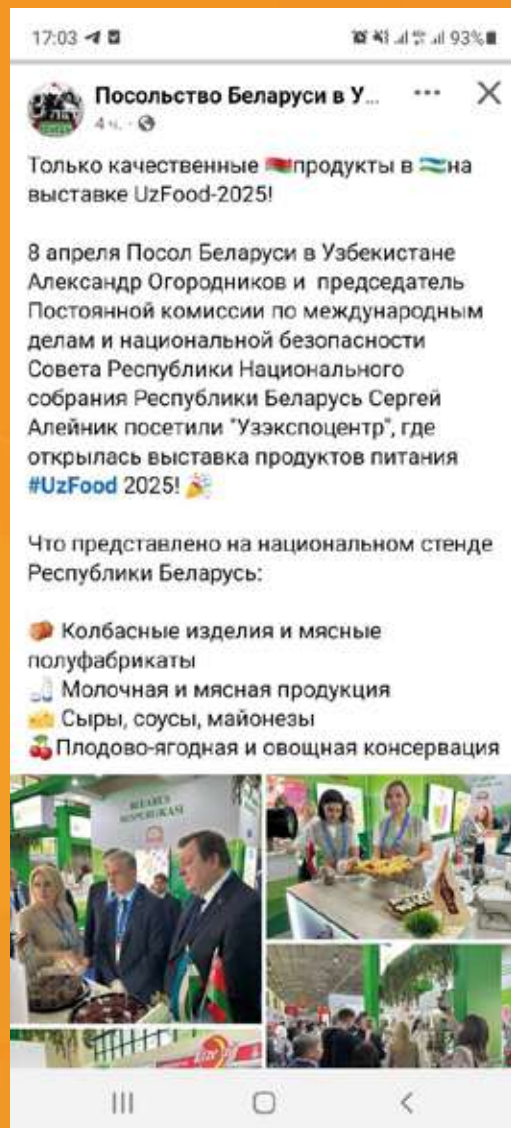 17:03
93%
Посольство Беларуси в У...
4 ч.
Только качественные 🇧🇾продукты в 🇺🇿на
выставке UzFood-2025!
8 апреля Посол Беларуси в Узбекистане
Александр Огородников и председатель
Постоянной комиссии по международным
делам и национальной безопасности
Совета Республики Национального
собрания Республики Беларусь Сергей
Алейник посетили "Узэкспоцентр", где
открылась выставка продуктов питания
#UzFood 2025! 🎉
Что представлено на национальном стенде
Республики Беларусь:
🥩 Колбасные изделия и мясные
полуфабрикаты
🥛 Молочная и мясная продукция
🧀 Сыры, соусы, майонезы
🍒Плодово-ягодная и овощная консервация
BELARUS
RESPUBLIKASI